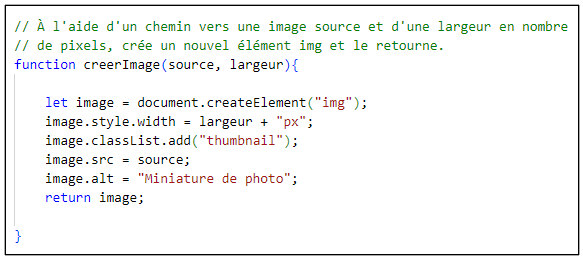 // À l'aide d'un chemin vers une image source et d'une largeur en nombre
// de pixels, crée un nouvel élément img et le retourne.
function creerImage(source, largeur){
let image = document.createElement("img");
image.style.width = largeur + "px";
image.classList.add("thumbnail");
image.src = source;
image.alt = "Miniature de photo";
return image;
}